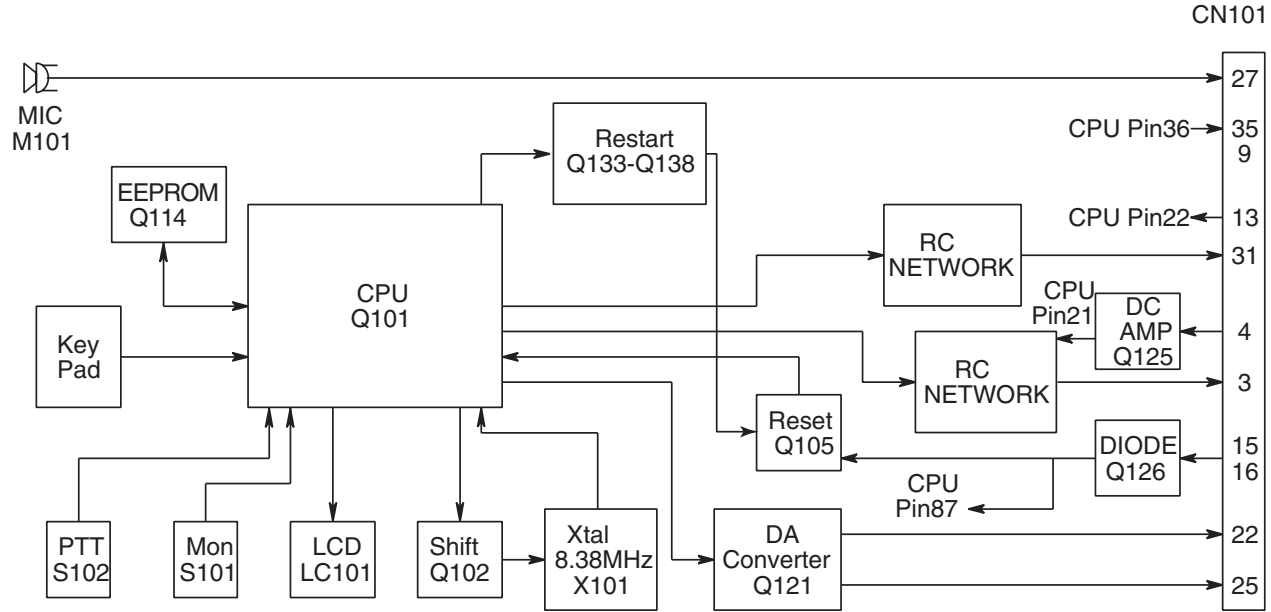 CN101
27
MIC
M101
CPU Pin36
35
9
Restart
Q133-Q138
EEPROM
Q114
CPU Pin22
13
RC
NETWORK
31
CPU
Q101
CPU
Pin21
DC
AMP
Q125
4
Key
Pad
RC
NETWORK
3
Reset
Q105
DIODE
Q126
15
16
CPU
Pin87
PTT
S102
Mon
S101
LCD
LC101
Shift
Q102
Xtal
8.38MHz
X101
DA
Converter
Q121
22
25